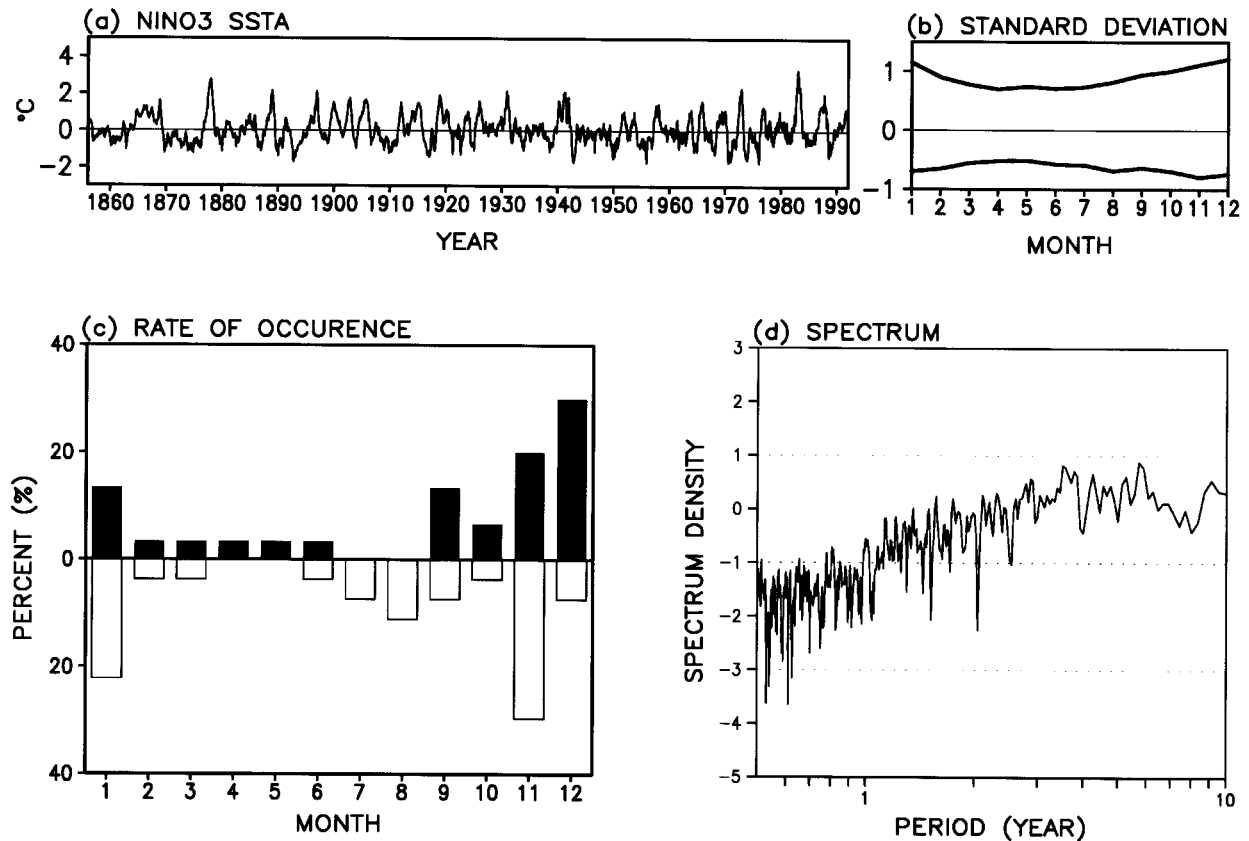 (a) NINO3 SSTA
4
2
0
−2
°C
1860 1870 1880 1890 1900 1910 1920 1930 1940 1950 1960 1970 1980 1990
YEAR
(b) STANDARD DEVIATION
1
0
−1
1 2 3 4 5 6 7 8 9 10 11 12
MONTH
(c) RATE OF OCCURENCE
40
20
0
20
40
PERCENT (%)
1 2 3 4 5 6 7 8 9 10 11 12
MONTH
(d) SPECTRUM
3
2
1
0
−1
−2
−3
−4
−5
SPECTRUM DENSITY
1 10
PERIOD (YEAR)